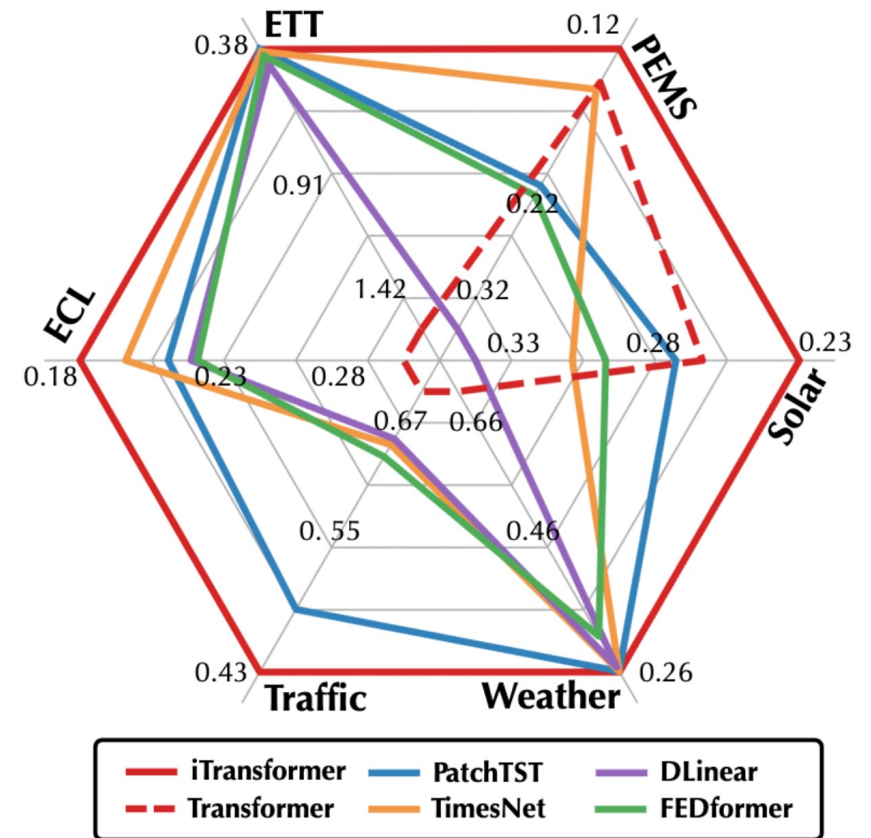 ETT
0.12
0.38
PEMS
0.91
0.22
1.42
0.32
ECL
0.33
0.28
0.23
0.18
0.23
0.28
Solar
0.67
0.66
0.55
0.46
0.43
0.26
Traffic
Weather
iTransformer PatchTST DLinear
Transformer TimesNet FEDformer